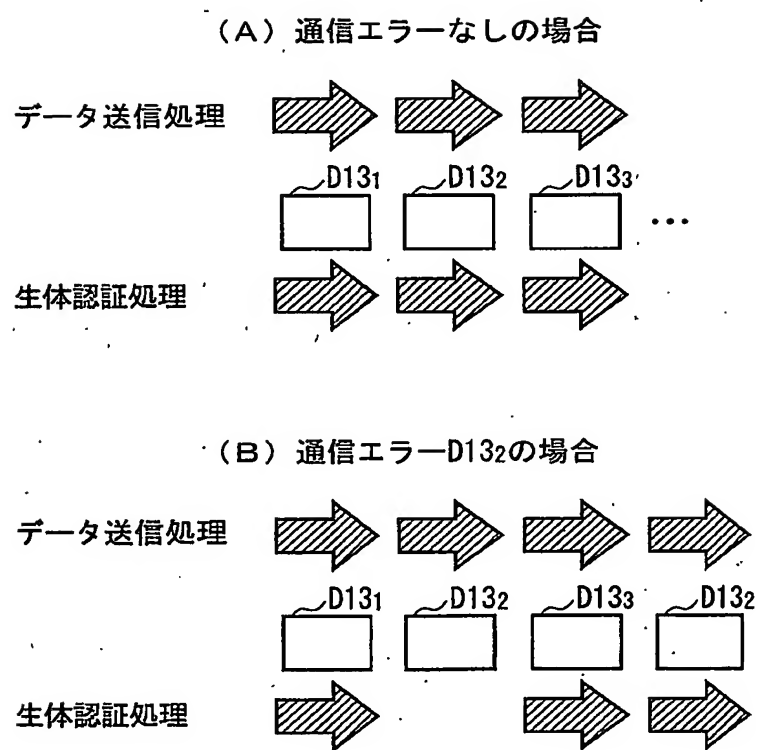 (A) 通信エラーなしの場合
データ送信処理
D13₁ D13₂ D13₃
...
生体認証処理
(B) 通信エラーD13₂の場合
データ送信処理
D13₁ D13₂ D13₃ D13₂
生体認証処理